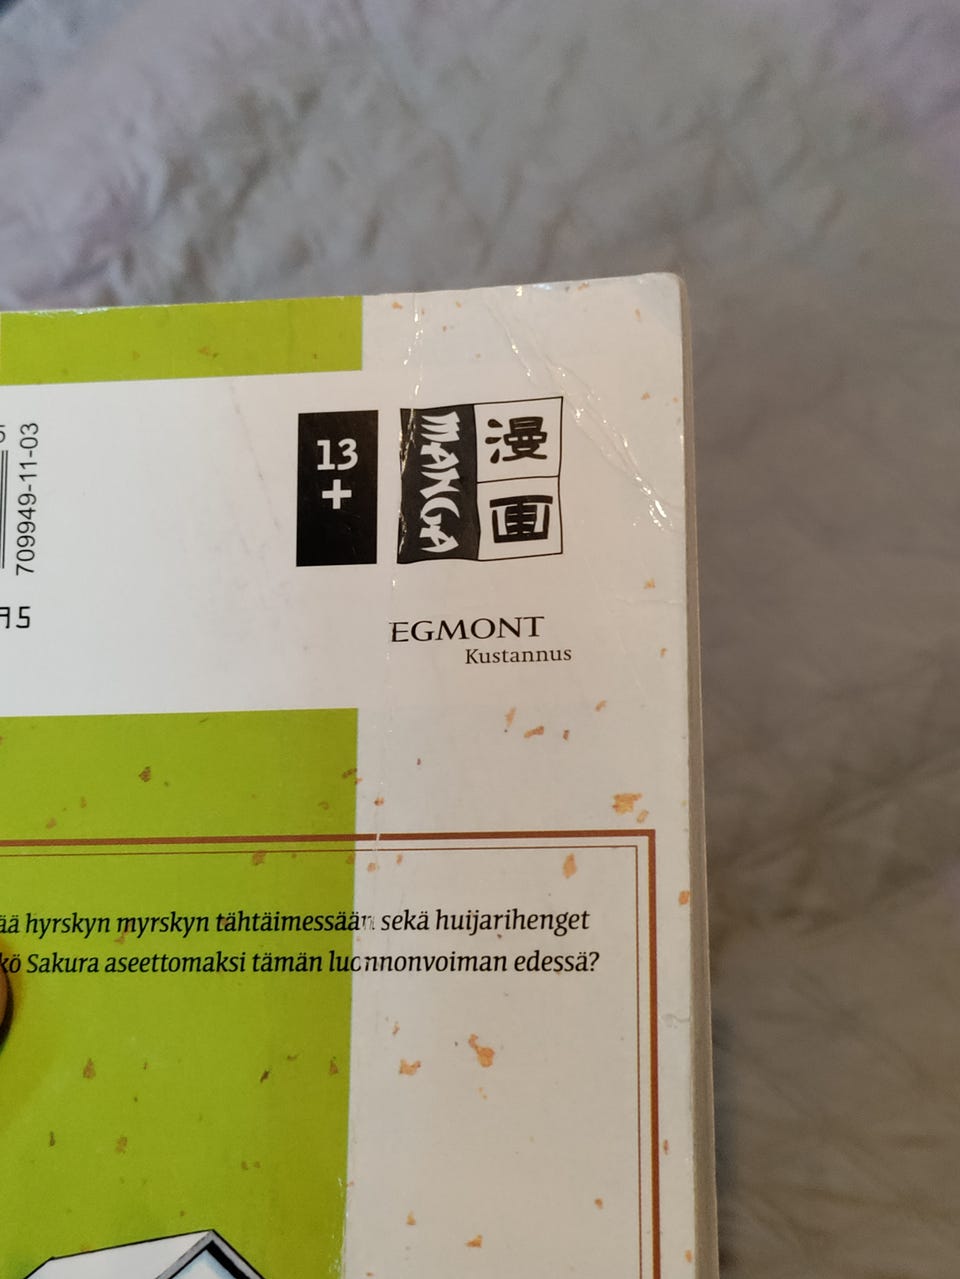 13
+
MANGA
漫
画
709949-11-03
95
EGMONT
Kustannus
hyrskyn myrskyn tähtäimessään sekä huijarihenget
Sakura aseettomaksi tämän luonnonvoiman edessä?